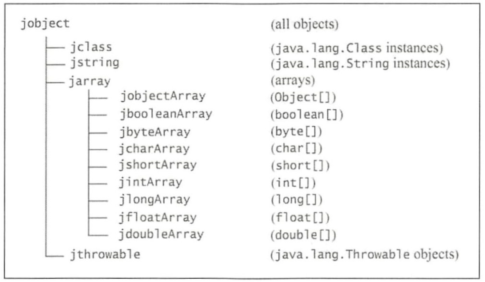 jobject (all objects)
jclass (java.lang.Class instances)
jstring (java.lang.String instances)
jarray (arrays)
jobjectArray (Object[])
jbooleanArray (boolean[])
jbyteArray (byte[])
jcharArray (char[])
jshortArray (short[])
jintArray (int[])
jlongArray (long[])
jfloatArray (float[])
jdoubleArray (double[])
jthrowable (java.lang.Throwable objects)